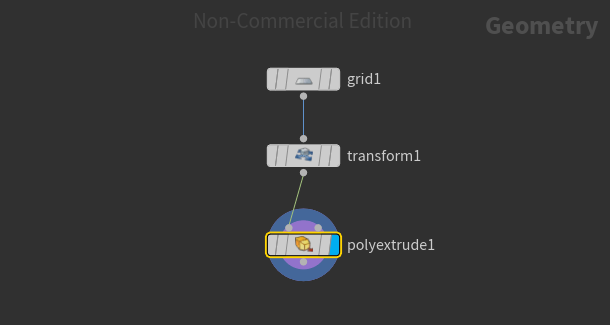 Non-Commercial Edition
Geometry
grid1
transform1
polyextrude1